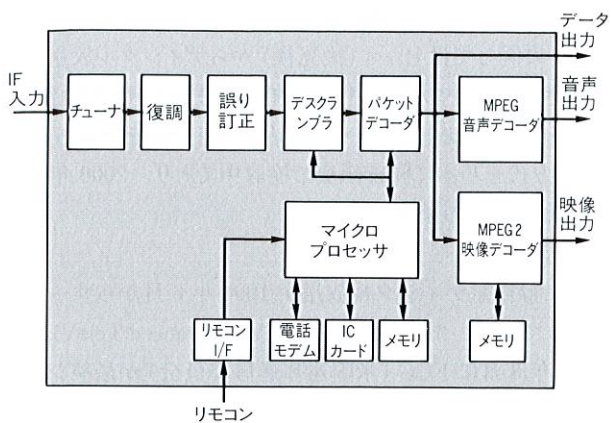 データ
出力
IF
入力
チューナ
復調
誤り
訂正
デスクラ
ンブラ
パケット
デコーダ
MPEG
音声デコーダ
音声
出力
マイクロ
プロセッサ
MPEG2
映像デコーダ
映像
出力
リモコン
I/F
電話
モデム
IC
カード
メモリ
メモリ
リモコン